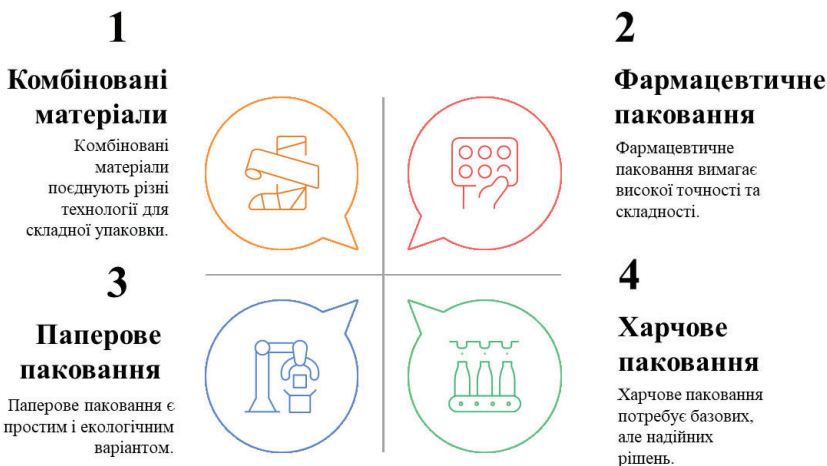 1
Комбіновані
матеріали
Комбіновані
матеріали
поєднують різні
технології для
складної упаковки.
2
Фармацевтичне
паковання
Фармацевтичне
паковання вимагає
високої точності та
складності.
3
Паперове
паковання
Паперове паковання є
простим і екологічним
варіантом.
4
Харчове
паковання
Харчове паковання
потребує базових,
але надійних
рішень.